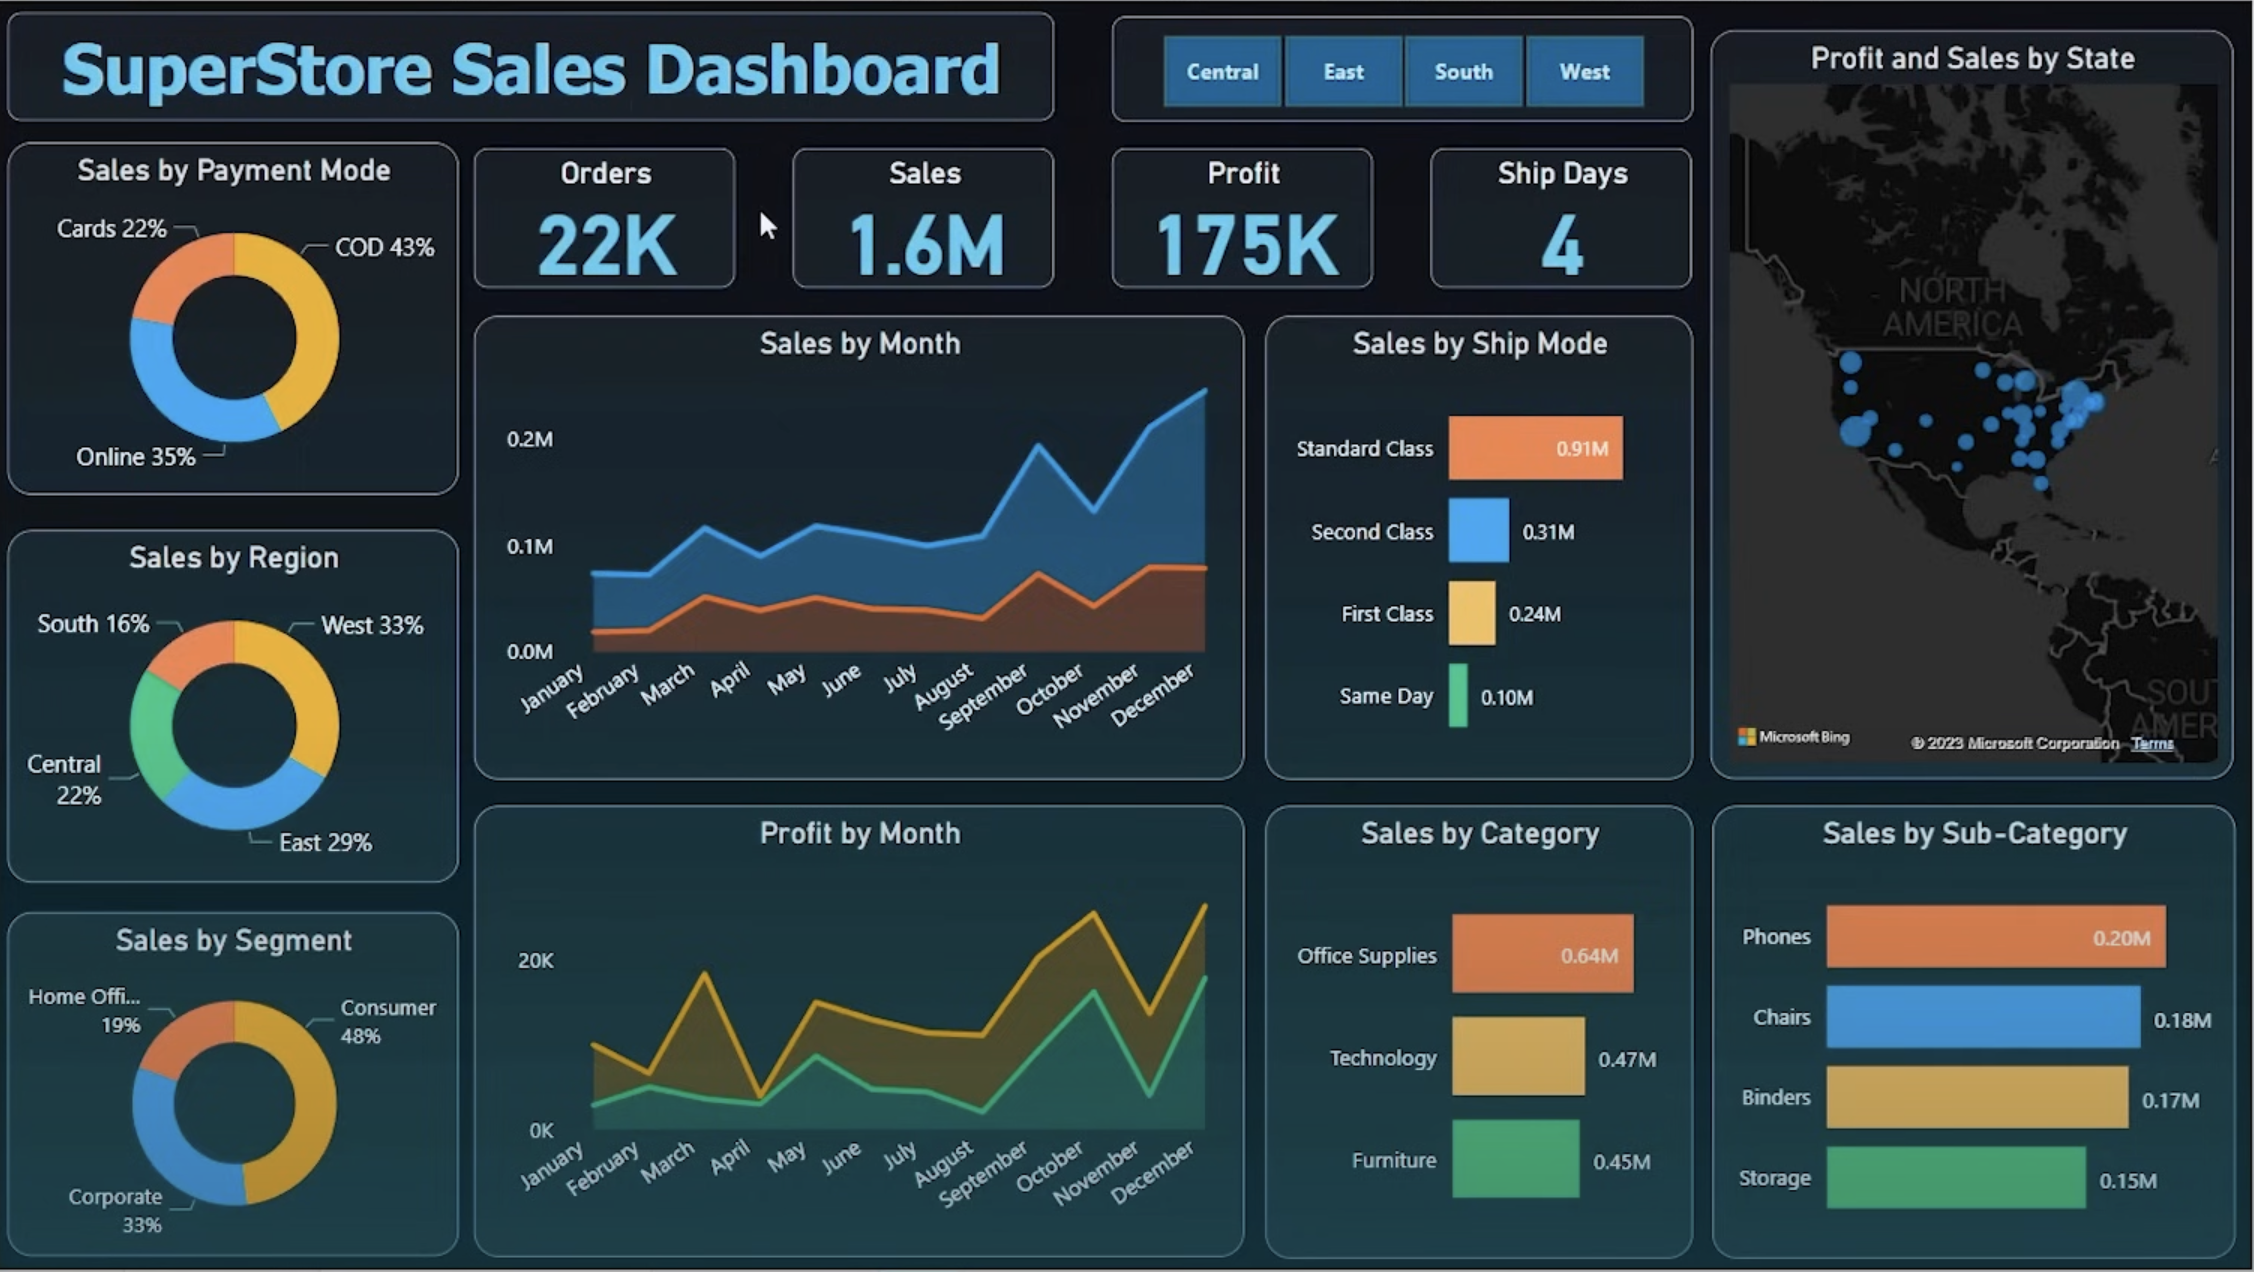 SuperStore Sales Dashboard
Central
East
South
West
Profit and Sales by State
NORTH
AMERICA
Microsoft Bing
© 2023 Microsoft Corporation
Terms
Sales by Payment Mode
Cards 22%
COD 43%
Online 35%
Orders
22K
Sales
1.6M
Profit
175K
Ship Days
4
Sales by Month
0.2M
0.1M
0.0M
January
February
March
April
May
June
July
August
September
October
November
December
Sales by Ship Mode
Standard Class
0.91M
Second Class
0.31M
First Class
0.24M
Same Day
0.10M
Sales by Region
South 16%
West 33%
Central
22%
East 29%
Sales by Segment
Home Offi...
19%
Consumer
48%
Corporate
33%
Profit by Month
20K
0K
January
February
March
April
May
June
July
August
September
October
November
December
Sales by Category
Office Supplies
0.64M
Technology
0.47M
Furniture
0.45M
Sales by Sub-Category
Phones
0.20M
Chairs
0.18M
Binders
0.17M
Storage
0.15M